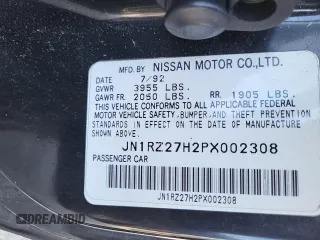 MFD. BY NISSAN MOTOR CO., LTD.
DATE 7/92
GVWR 3955 LBS.
GAWR FR. 2050 LBS. RR. 1905 LBS.
THIS VEHICLE CONFORMS TO ALL APPLICABLE FEDERAL
MOTOR VEHICLE SAFETY, BUMPER, AND THEFT PREVENTION
STANDARDS IN EFFECT ON THE DATE OF MANUFACTURE
SHOWN ABOVE.
JN1RZ27H2PX002308
PASSENGER CAR
JN1RZ27H2PX002308
DREAMBID